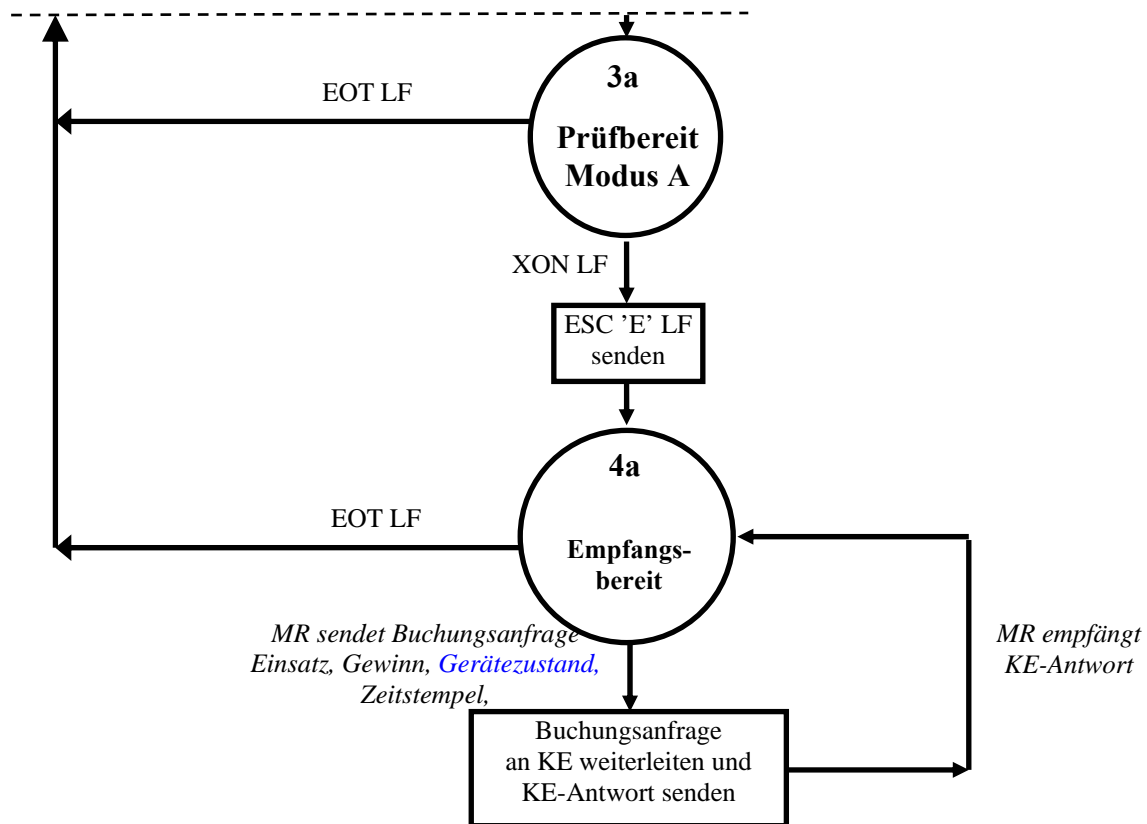 3a
EOT LF
Prüfbereit
Modus A
XON LF
ESC ’E’ LF
senden
4a
EOT LF
Empfangs-
bereit
MR sendet Buchungsanfrage
Einsatz, Gewinn, Gerätezustand,
Zeitstempel,
MR empfängt
KE-Antwort
Buchungsanfrage
an KE weiterleiten und
KE-Antwort senden